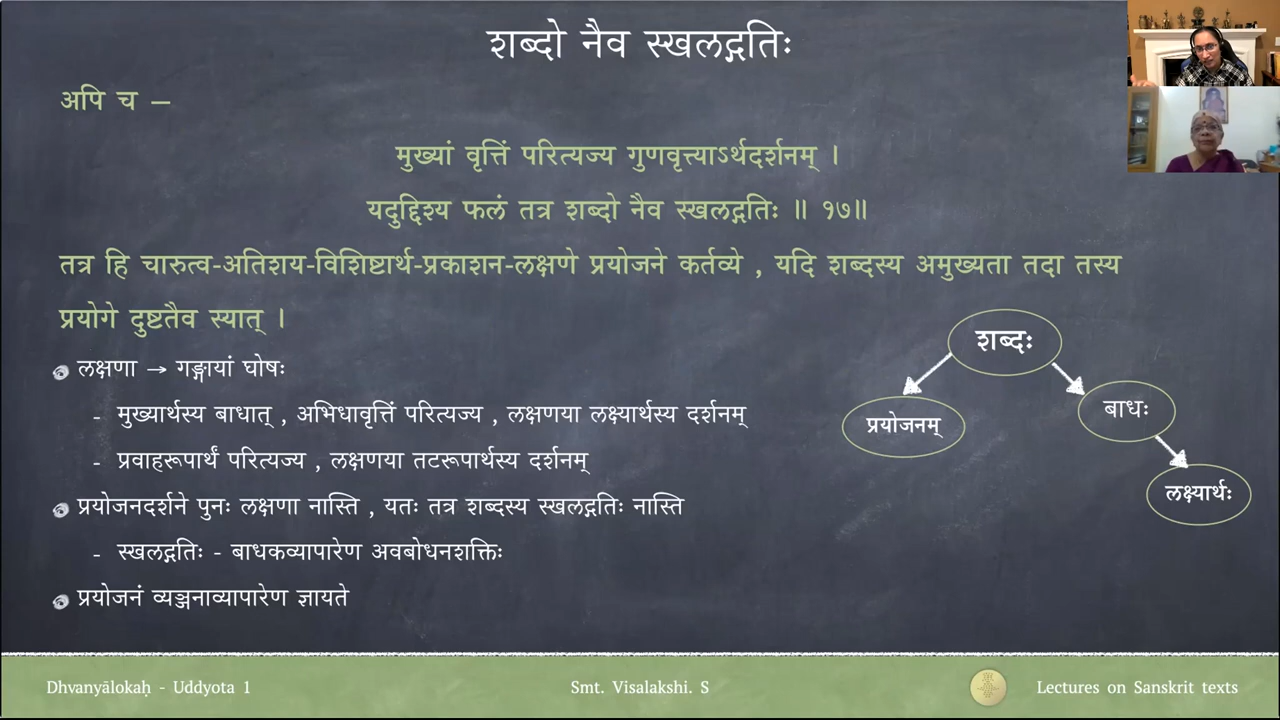 शब्दो नैव स्खलद्गतिः
अपि च –
मुख्यां वृत्तिं परित्यज्य गुणवृत्त्याऽर्थदर्शनम् ।
यदुद्दिश्य फलं तत्र शब्दो नैव स्खलद्गतिः ॥ १७॥
तत्र हि चारुत्व-अतिशय-विशिष्टार्थ-प्रकाशन-लक्षणे प्रयोजने कर्तव्ये , यदि शब्दस्य अमुख्यता तदा तस्य
प्रयोगे दुष्टतैव स्यात् ।
लक्षणा → गङ्गायां घोषः
- मुख्यार्थस्य बाधात् , अभिधावृत्तिं परित्यज्य , लक्षणया लक्ष्यार्थस्य दर्शनम्
- प्रवाहरूपार्थं परित्यज्य , लक्षणया तटरूपार्थस्य दर्शनम्
प्रयोजनदर्शने पुनः लक्षणा नास्ति , यतः तत्र शब्दस्य स्खलद्गतिः नास्ति
- स्खलद्गतिः - बाधकव्यापारेण अवबोधनशक्तिः
प्रयोजनं व्यञ्जनाव्यापारेण ज्ञायते
शब्दः
प्रयोजनम्
बाधः
लक्ष्यार्थः
Dhvanyālokaḥ - Uddyota 1
Smt. Visalakshi. S
Lectures on Sanskrit texts